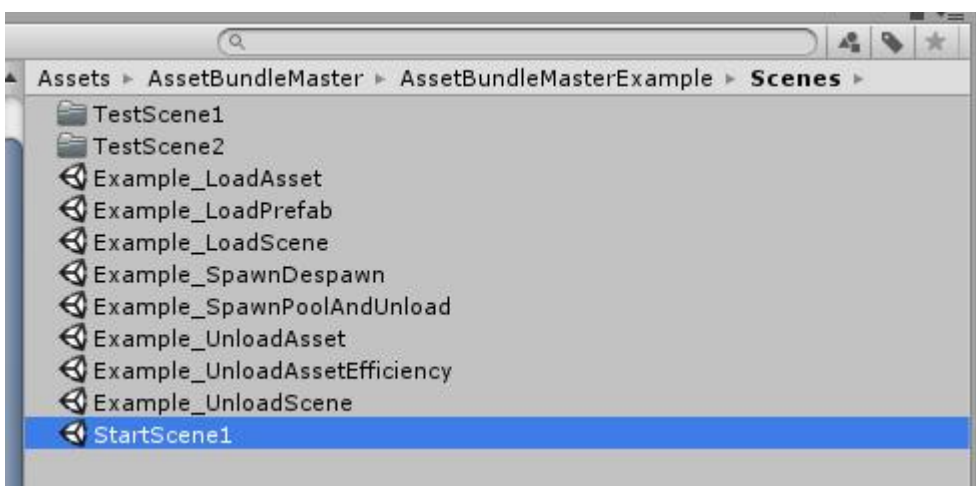 Assets ▸ AssetBundleMaster ▸ AssetBundleMasterExample ▸ Scenes ▸
TestScene1
TestScene2
Example_LoadAsset
Example_LoadPrefab
Example_LoadScene
Example_SpawnDespawn
Example_SpawnPoolAndUnload
Example_UnloadAsset
Example_UnloadAssetEfficiency
Example_UnloadScene
StartScene1